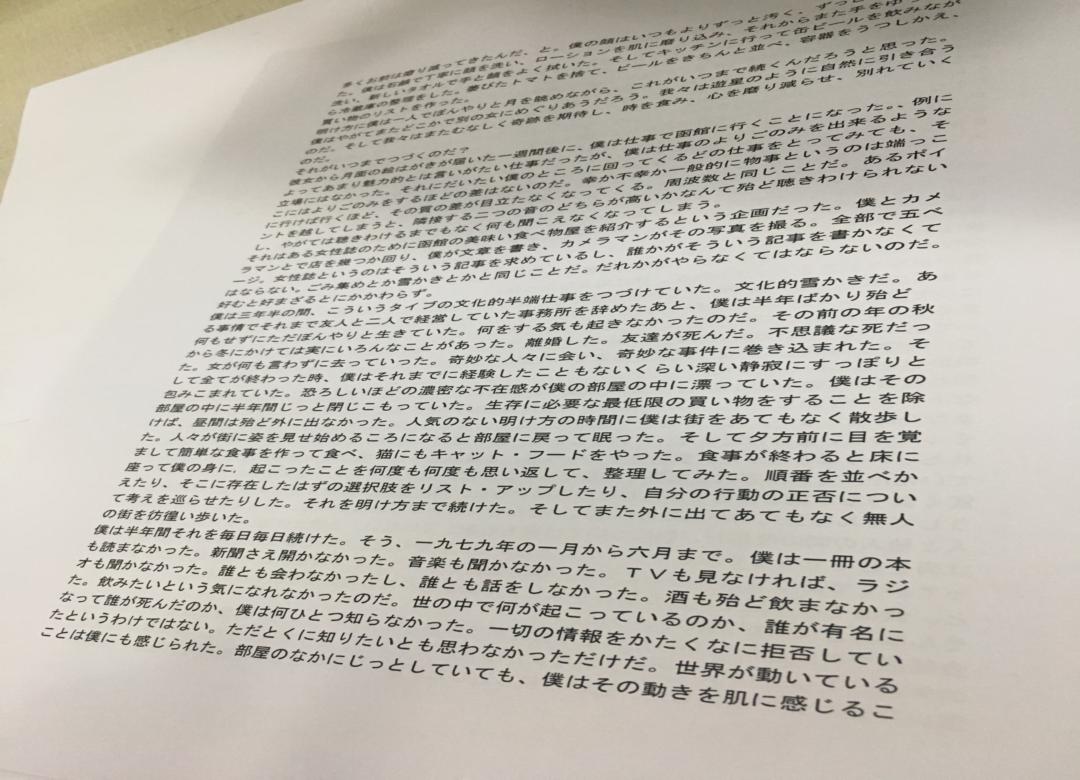 多くお前は磨り減ってきたんだ、と。僕の顔はいつもよりずっと汚く、ずっと
た。僕は石鹸で丁寧に顔を洗い、ローションを肌に磨り込み、それからまた手をゆっ
洗い、新しいタオルで手と顔をよく拭いた。そしてキッチンに行って缶ビールを飲みなが
ら冷蔵庫の整理をした。萎びたトマトを捨て、ビールをきちんと並べ、容器をうつしかえ、
買い物のリストを作った。
明け方に僕は一人でぼんやりと月を眺めながら、これがいつまで続くんだろうと思った。
僕はやがてまたどこかで別の女にめぐりあうだろう。我々は遊星のように自然に引き合う
のだ。そして我々はまたむなしく奇跡を期待し、時を食み、心を磨り減らせ、別れていく
のだ。
それがいつまでつづくのだ?
彼女から月面の絵はがきが届いた一週間後に、僕は仕事で函館に行くことになった。、例に
よってあまり魅力的とは言いがたい仕事だったが、僕は仕事のよりごのみを出来るような
立場にはなかった。それにだいたい僕のところに回ってくるどの仕事をとってみても、そ
こにはよりごのみをするほどの差はないのだ。幸か不幸か一般的に物事というのは端っこ
に行けば行くほど、その質の差が目立たなくなってくる。周波数と同じことだ。あるポイ
ントを越してしまうと、隣接する二つの音のどちらが高いかなんて殆ど聴きわけられない
し、やがては聴きわけるまでもなく何も聞こえなくなってしまう。
それはある女性誌のために函館の美味い食べ物屋を紹介するという企画だった。僕とカメ
ラマンとで店を幾つか回り、僕が文章を書き、カメラマンがその写真を撮る。全部で五ペ
ージ。女性誌というのはそういう記事を求めているし、誰かがそういう記事を書かなくて
はならない。ごみ集めとか雪かきとかと同じことだ。だれかがやらなくてはならないのだ。
好むと好まざるとにかかわらず。
僕は三年半の間、こういうタイプの文化的半端仕事をつづけていた。文化的雪かきだ。あ
る事情でそれまで友人と二人で経営していた事務所を辞めたあと、僕は半年ばかり殆ど
何もせずにただぼんやりと生きていた。何をする気も起きなかったのだ。その前の年の秋
から冬にかけては実にいろんなことがあった。離婚した。友達が死んだ。不思議な死だっ
た。女が何も言わずに去っていった。奇妙な人々に会い、奇妙な事件に巻き込まれた。そ
して全てが終わった時、僕はそれまでに経験したこともないくらい深い静寂にすっぽりと
包みこまれていた。恐ろしいほどの濃密な不在感が僕の部屋の中に漂っていた。僕はその
部屋の中に半年間じっと閉じこもっていた。生存に必要な最低限の買い物をすることを除
けば、昼間は殆ど外に出なかった。人気のない明け方の時間に僕は街をあてもなく散歩し
た。人々が街に姿を見せ始めるころになると部屋に戻って眠った。そして夕方前に目を覚
まして簡単な食事を作って食べ、猫にもキャット・フードをやった。食事が終わると床に
座って僕の身に，起こったことを何度も何度も思い返して、整理してみた。順番を並べか
えたり、そこに存在したはずの選択肢をリスト・アップしたり、自分の行動の正否につい
て考えを巡らせたりした。それを明け方まで続けた。そしてまた外に出てあてもなく無人
の街を彷徨い歩いた。
僕は半年間それを毎日毎日続けた。そう、一九七九年の一月から六月まで。僕は一冊の本
も読まなかった。新聞さえ開かなかった。音楽も聞かなかった。ＴＶも見なければ、ラジ
オも聞かなかった。誰とも会わなかったし、誰とも話をしなかった。酒も殆ど飲まなかっ
た。飲みたいという気になれなかったのだ。世の中で何が起こっているのか、誰が有名に
なって誰が死んだのか、僕は何ひとつ知らなかった。一切の情報をかたくなに拒否してい
たというわけではない。ただとくに知りたいとも思わなかっただけだ。世界が動いている
ことは僕にも感じられた。部屋のなかにじっとしていても、僕はその動きを肌に感じるこ